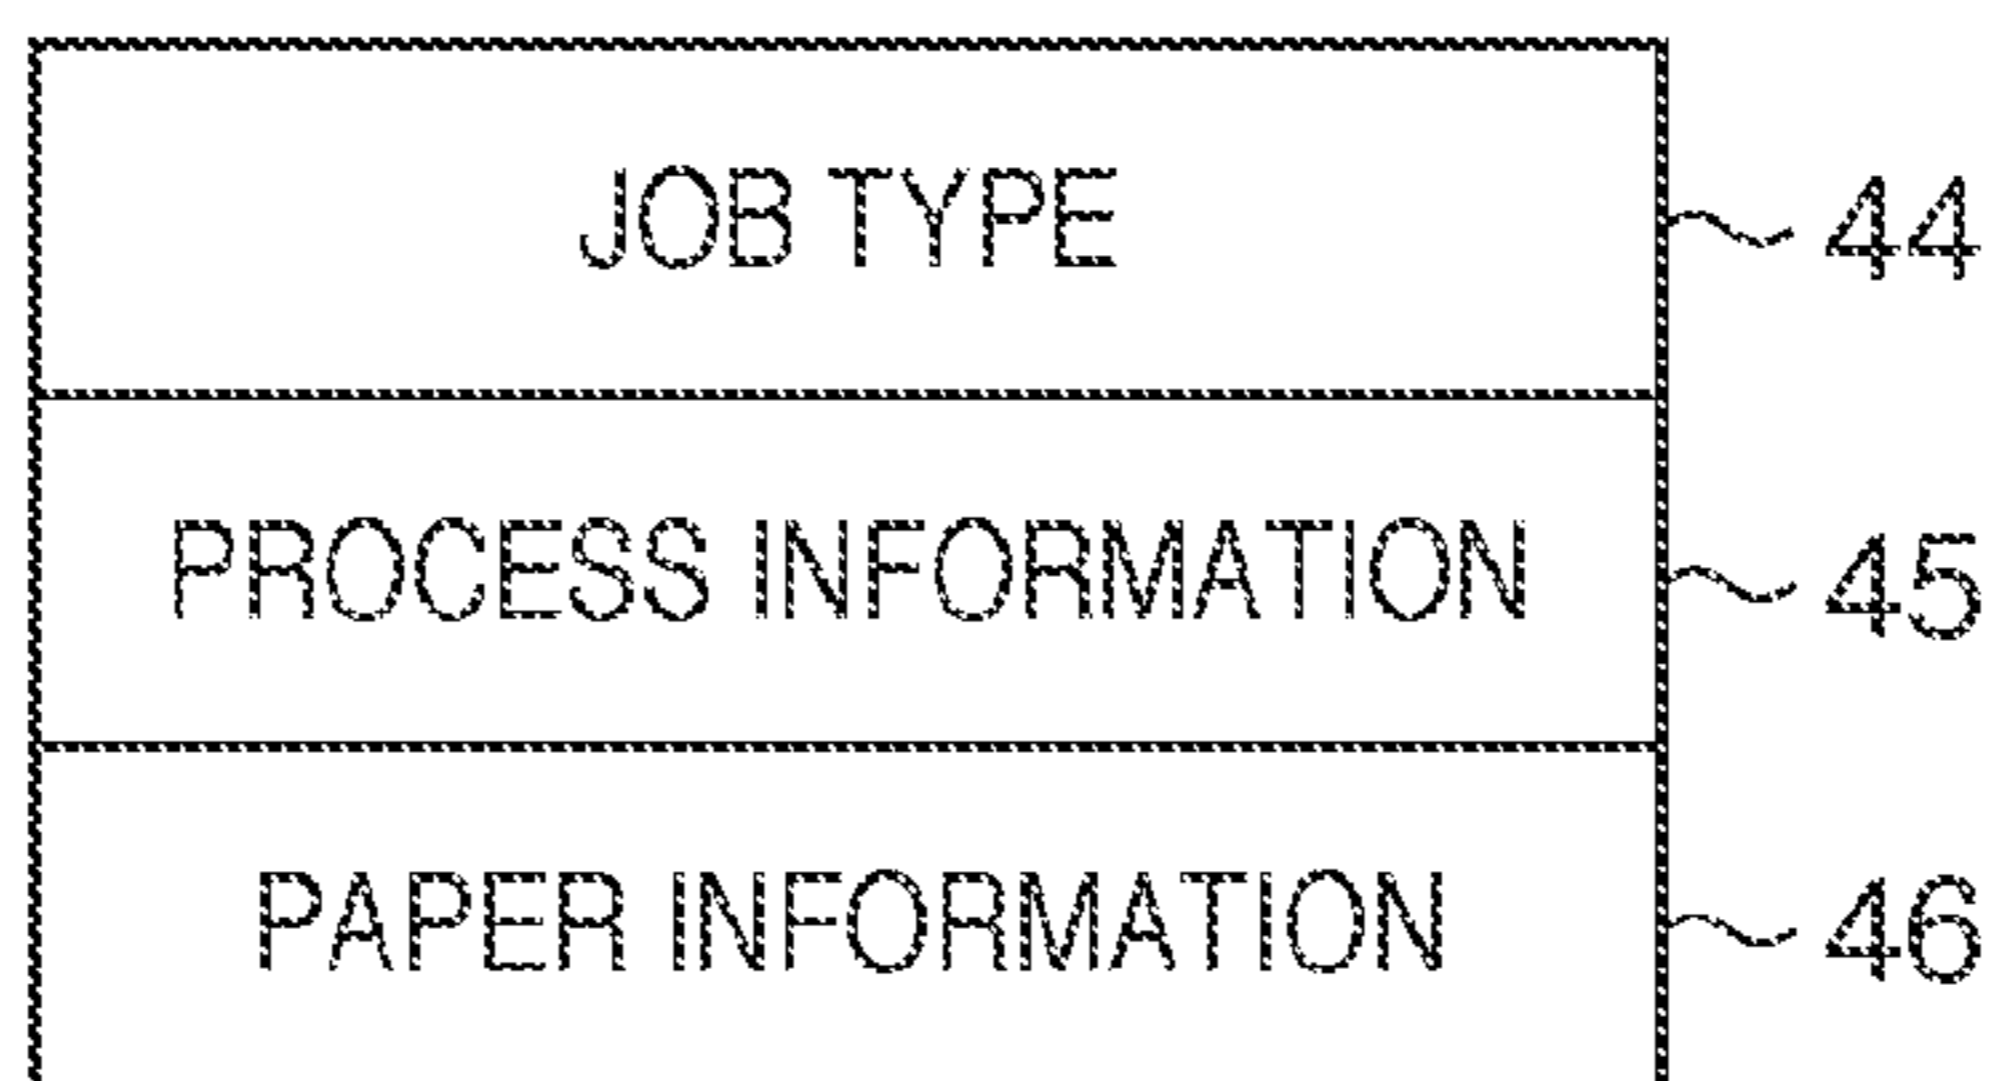 JOB TYPE 44
PROCESS INFORMATION 45
PAPER INFORMATION 46